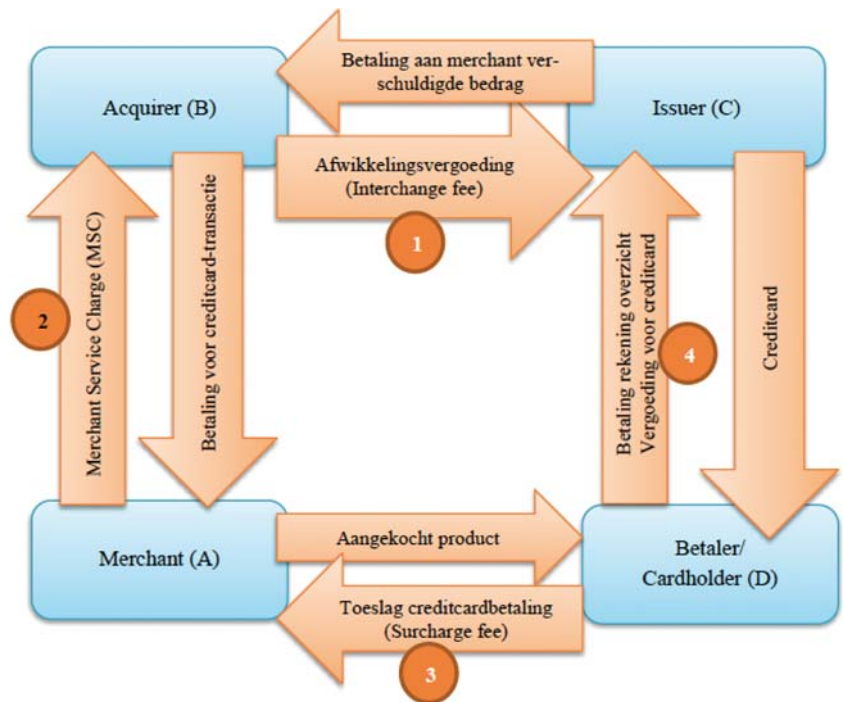 Betaling aan merchant ver-
schuldigde bedrag
Acquirer (B)
Issuer (C)
Afwikkelingsvergoeding
(Interchange fee)
1
2
Merchant Service Charge (MSC)
Betaling voor creditcard-transactie
Betaling rekening overzicht
Vergoeding voor creditcard
4
Creditcard
Merchant (A)
Aangekocht product
Betaler/
Cardholder (D)
Toeslag creditcardbetaling
(Surcharge fee)
3